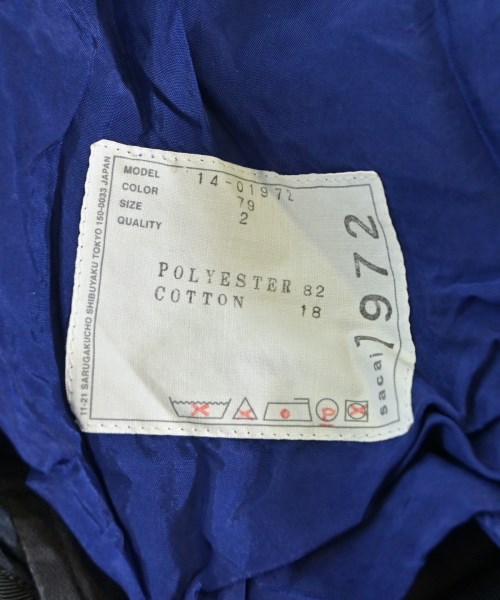 MODEL 14-01972
COLOR 79
SIZE 2
QUALITY
POLYESTER 82
COTTON 18
11-21 SARUGAKUCHO SHIBUYAKU TOKYO 150-0033 JAPAN
sacai 1972
P